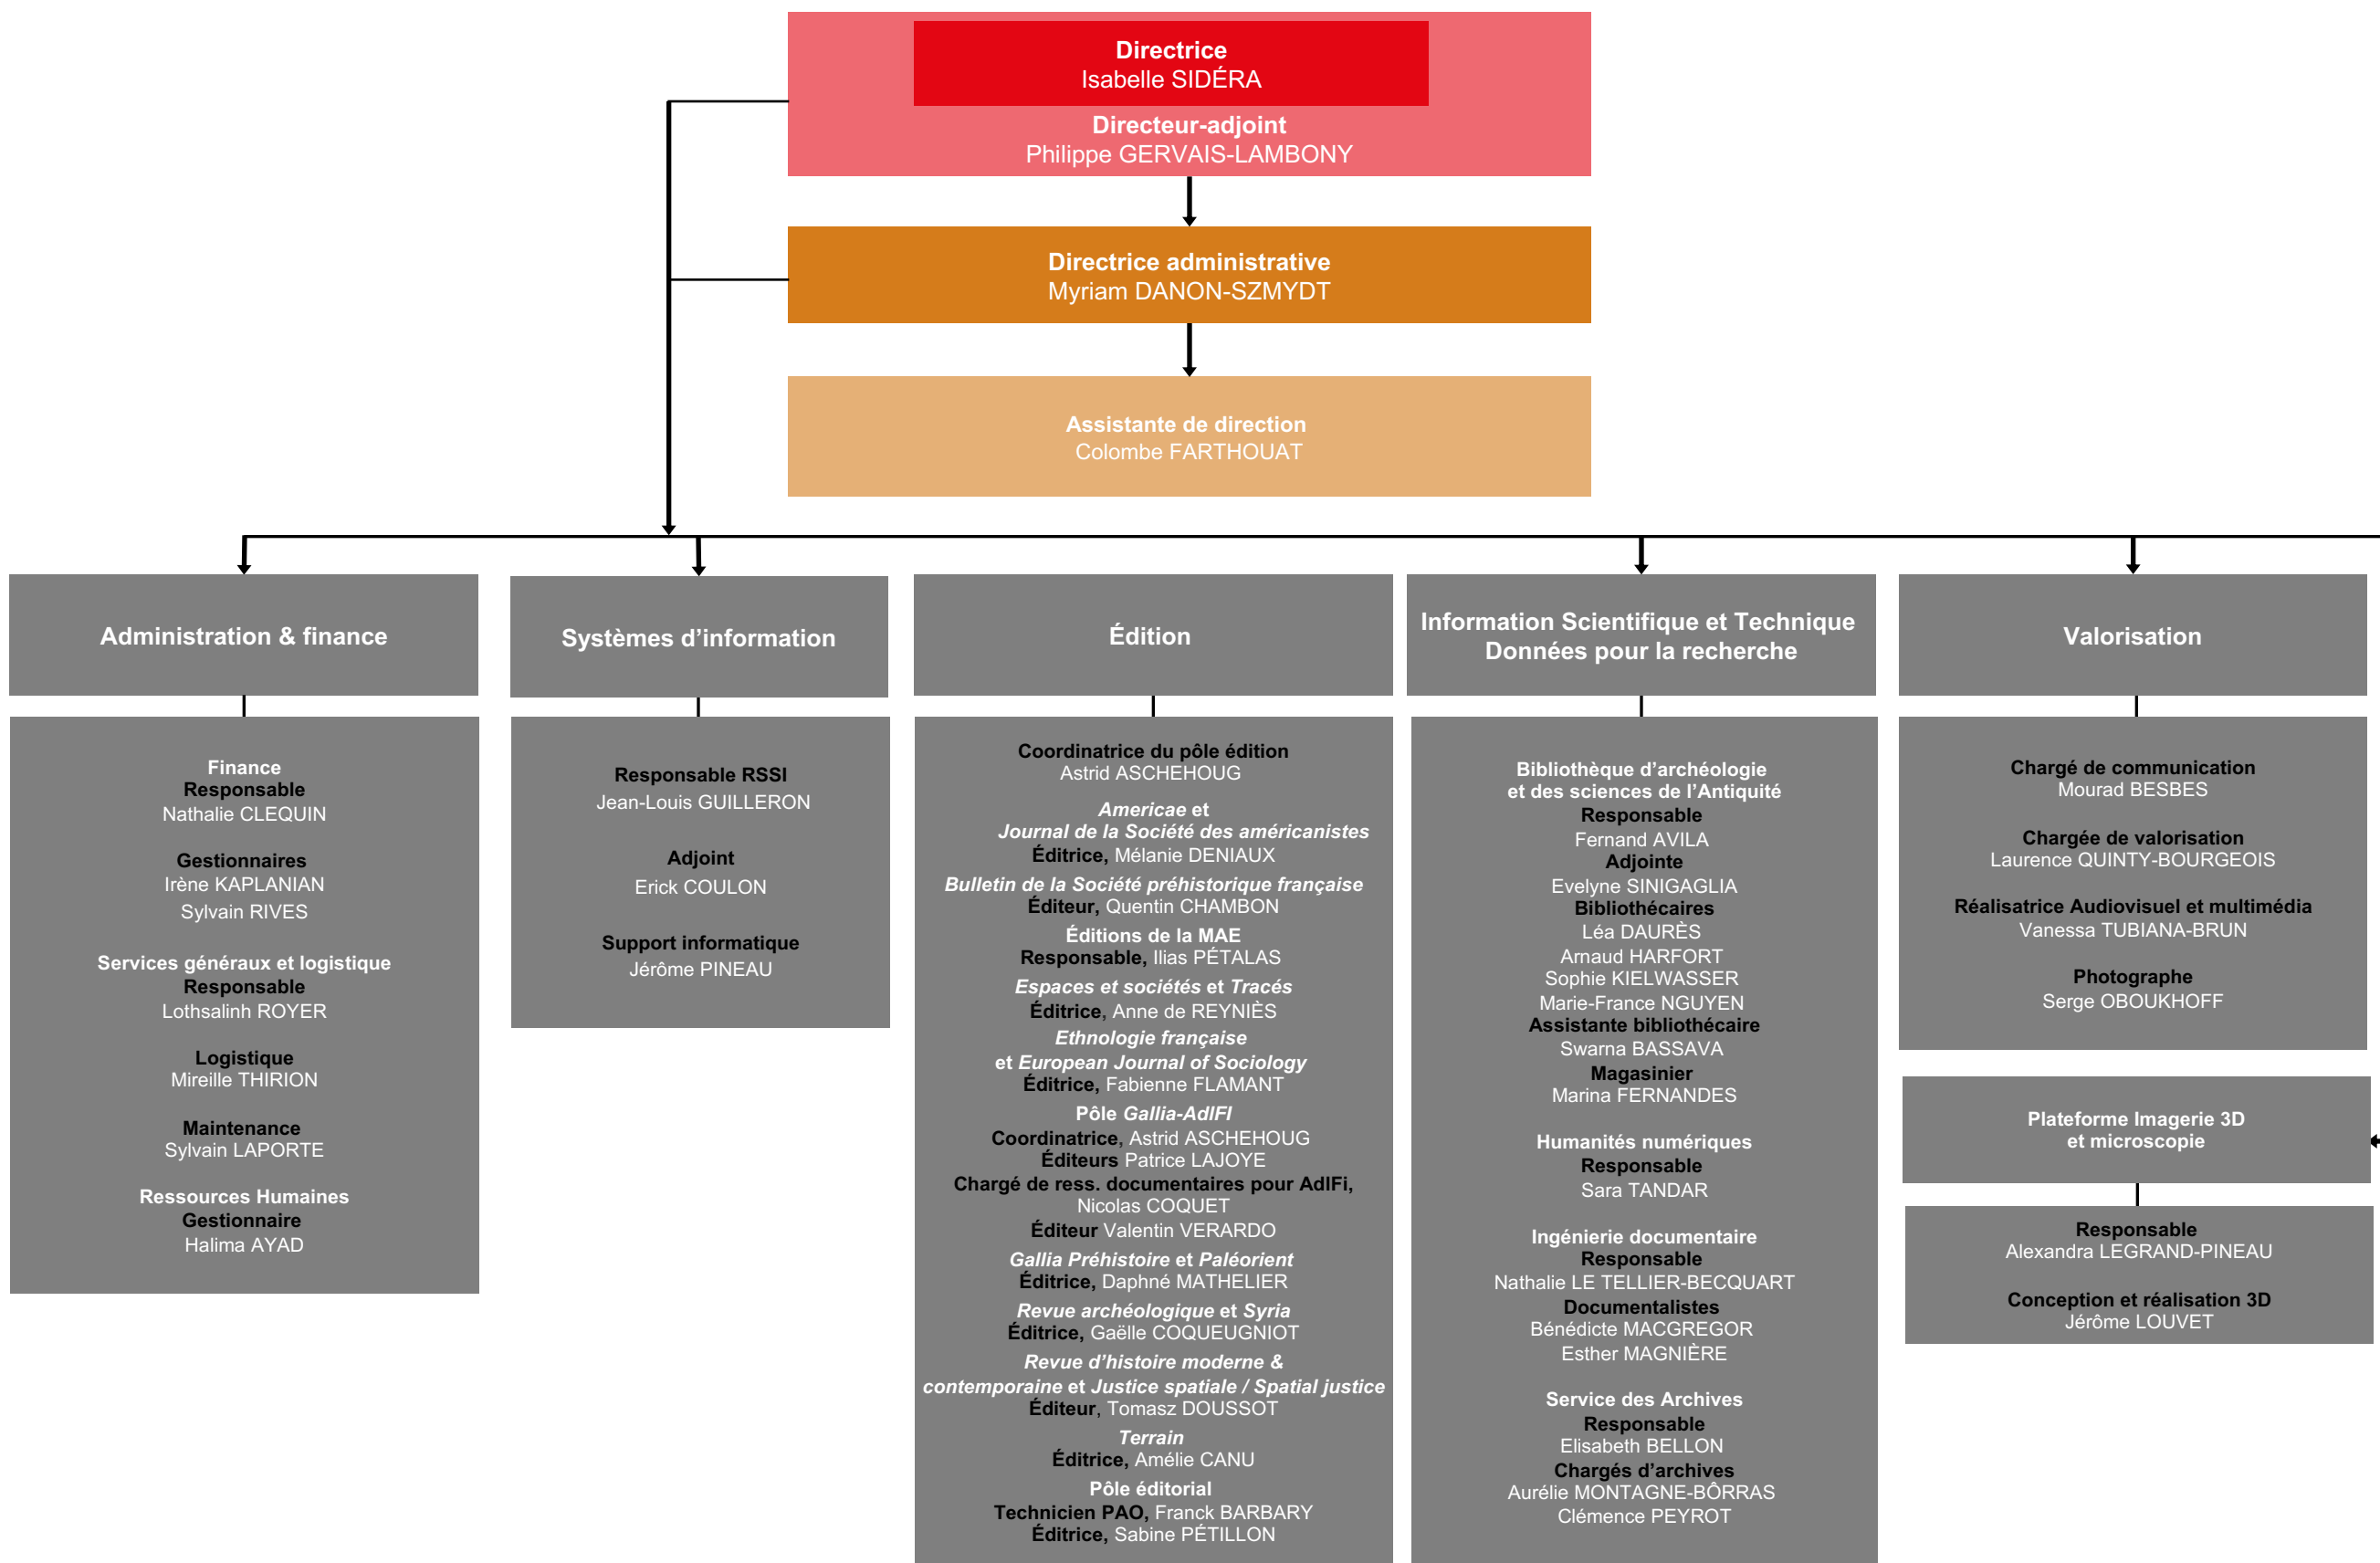 Directrice
Isabelle SIDÉRA
Directeur-adjoint
Philippe GERVAIS-LAMBONY
Directrice administrative
Myriam DANON-SZMYDT
Assistante de direction
Colombe FARTHOUAT
Administration & finance
Finance
Responsable
Nathalie CLEQUIN
Gestionnaires
Irène KAPLANIAN
Sylvain RIVES
Services généraux et logistique
Responsable
Lothsalinh ROYER
Logistique
Mireille THIRION
Maintenance
Sylvain LAPORTE
Ressources Humaines
Gestionnaire
Halima AYAD
Systèmes d’information
Responsable RSSI
Jean-Louis GUILLERON
Adjoint
Erick COULON
Support informatique
Jérôme PINEAU
Édition
Coordinatrice du pôle édition
Astrid ASCHEHOUG
Americae et
Journal de la Société des américanistes
Éditrice, Mélanie DENIAUX
Bulletin de la Société préhistorique française
Éditeur, Quentin CHAMBON
Éditions de la MAE
Responsable, Ilias PÉTALAS
Espaces et sociétés et Tracés
Éditrice, Anne de REYNIÈS
Ethnologie française
et European Journal of Sociology
Éditrice, Fabienne FLAMANT
Pôle Gallia-AdlFI
Coordinatrice, Astrid ASCHEHOUG
Éditeurs Patrice LAJOYE
Chargé de ress. documentaires pour AdlFi,
Nicolas COQUET
Éditeur Valentin VERARDO
Gallia Préhistoire et Paléorient
Éditrice, Daphné MATHELIER
Revue archéologique et Syria
Éditrice, Gaëlle COQUEUGNIOT
Revue d’histoire moderne &
contemporaine et Justice spatiale / Spatial justice
Éditeur, Tomasz DOUSSOT
Terrain
Éditrice, Amélie CANU
Pôle éditorial
Technicien PAO, Franck BARBARY
Éditrice, Sabine PÉTILLON
Information Scientifique et Technique
Données pour la recherche
Bibliothèque d’archéologie
et des sciences de l’Antiquité
Responsable
Fernand AVILA
Adjointe
Evelyne SINIGAGLIA
Bibliothécaires
Léa DAURÈS
Arnaud HARFORT
Sophie KIELWASSER
Marie-France NGUYEN
Assistante bibliothécaire
Swarna BASSAVA
Magasinier
Marina FERNANDES
Humanités numériques
Responsable
Sara TANDAR
Ingénierie documentaire
Responsable
Nathalie LE TELLIER-BECQUART
Documentalistes
Bénédicte MACGREGOR
Esther MAGNIÈRE
Service des Archives
Responsable
Elisabeth BELLON
Chargés d’archives
Aurélie MONTAGNE-BÔRRAS
Clémence PEYROT
Valorisation
Chargé de communication
Mourad BESBES
Chargée de valorisation
Laurence QUINTY-BOURGEOIS
Réalisatrice Audiovisuel et multimédia
Vanessa TUBIANA-BRUN
Photographe
Serge OBOUKHOFF
Plateforme Imagerie 3D
et microscopie
Responsable
Alexandra LEGRAND-PINEAU
Conception et réalisation 3D
Jérôme LOUVET